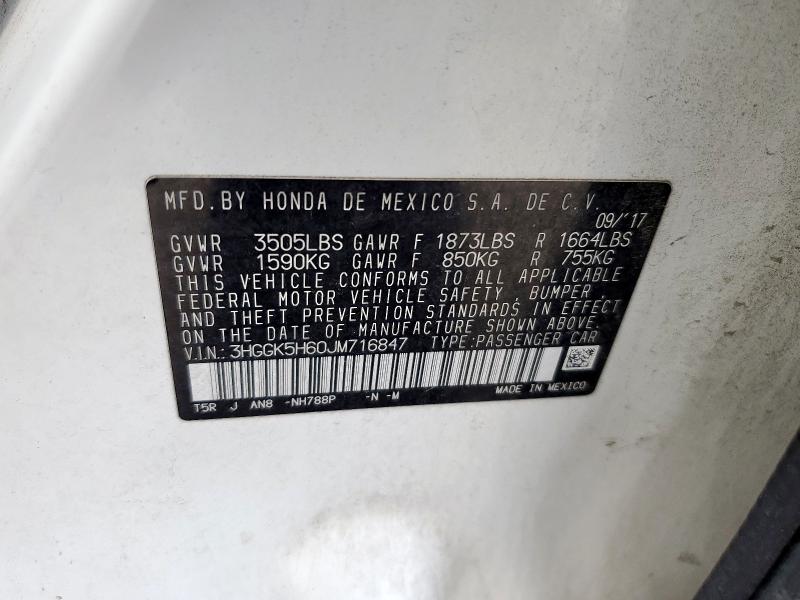 MFD. BY HONDA DE MEXICO S.A. DE C.V.
09/'17
GVWR 3505LBS GAWR F 1873LBS R 1664LBS
GVWR 1590KG GAWR F 850KG R 755KG
THIS VEHICLE CONFORMS TO ALL APPLICABLE
FEDERAL MOTOR VEHICLE SAFETY, BUMPER,
AND THEFT PREVENTION STANDARDS IN EFFECT
ON THE DATE OF MANUFACTURE SHOWN ABOVE.
V.I.N.: 3HGGK5H60JM716847 TYPE:PASSENGER CAR
MADE IN MEXICO
T5R J AN8 -NH788P -N -M